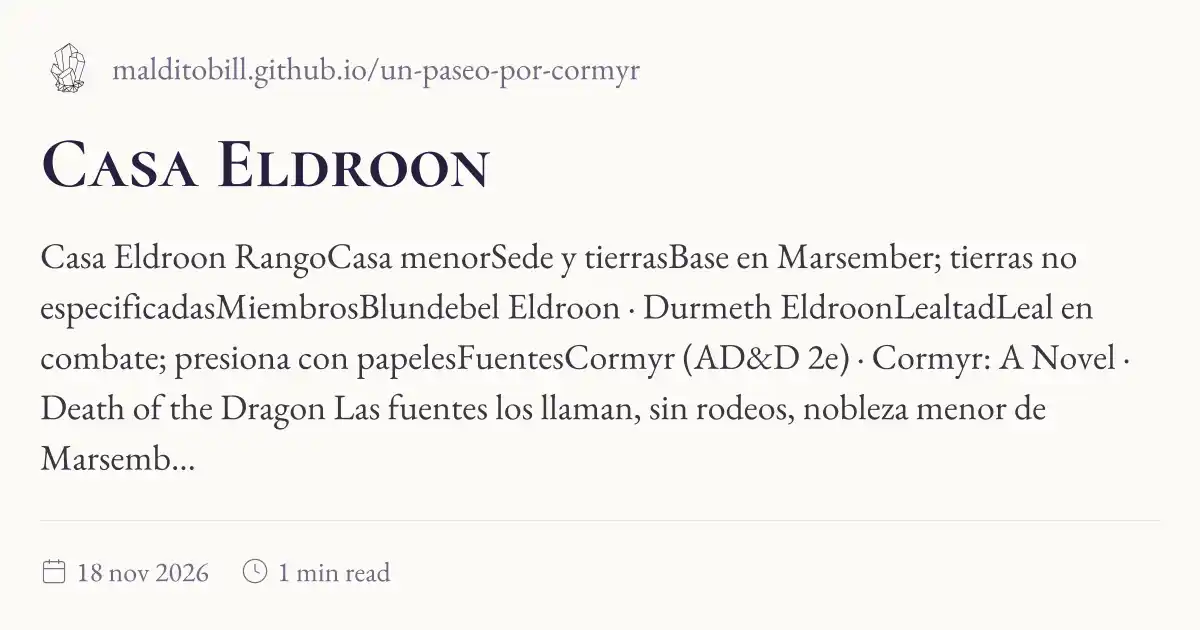 malditobill.github.io/un-paseo-por-cormyr
Casa Eldroon
Casa Eldroon RangoCasa menorSede y tierrasBase en Marsember; tierras no
especificadasMiembrosBlundebel Eldroon · Durmeth EldroonLealtadLeal en
combate; presiona con papelesFuentesCormyr (AD&D 2e) · Cormyr: A Novel ·
Death of the Dragon Las fuentes los llaman, sin rodeos, nobleza menor de
Marsemb...
18 nov 2026 1 min read